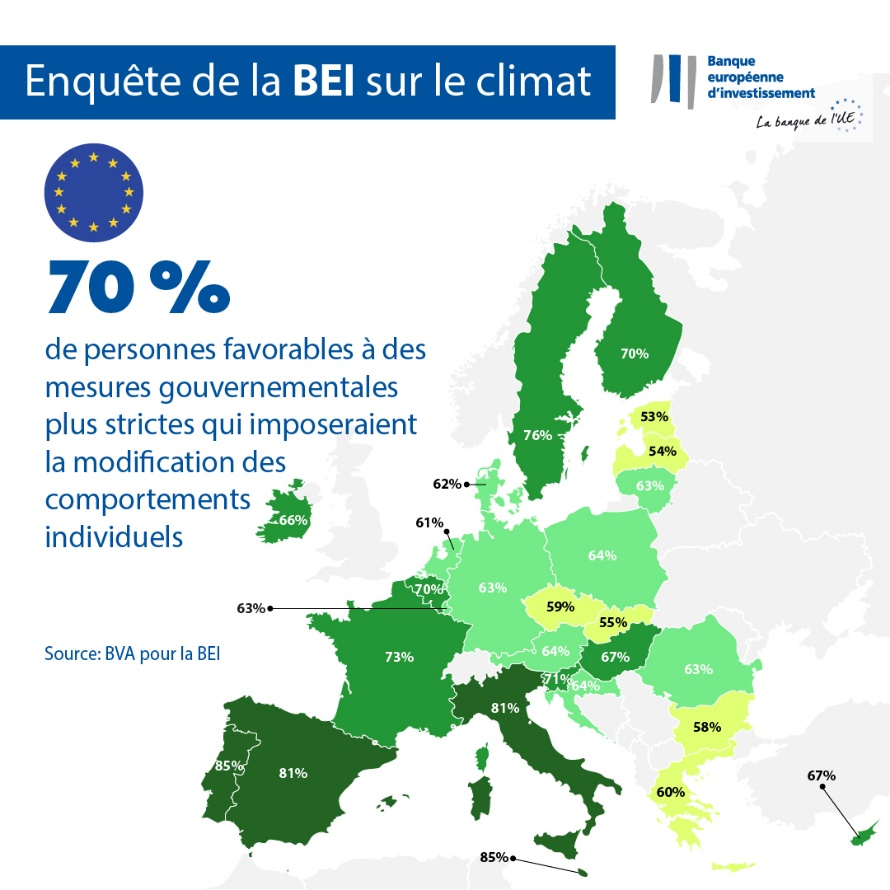 Enquête de la BEI sur le climat
Banque
européenne
d'investissement
La banque de l'UE
70 %
de personnes favorables à des
mesures gouvernementales
plus strictes qui imposeraient
la modification des
comportements
individuels
Source: BVA pour la BEI
70%
53%
76%
54%
62%
63%
66%
61%
64%
70%
63%
63%
59%
55%
73%
64%
67%
63%
71%
64%
81%
58%
85%
81%
60%
67%
85%